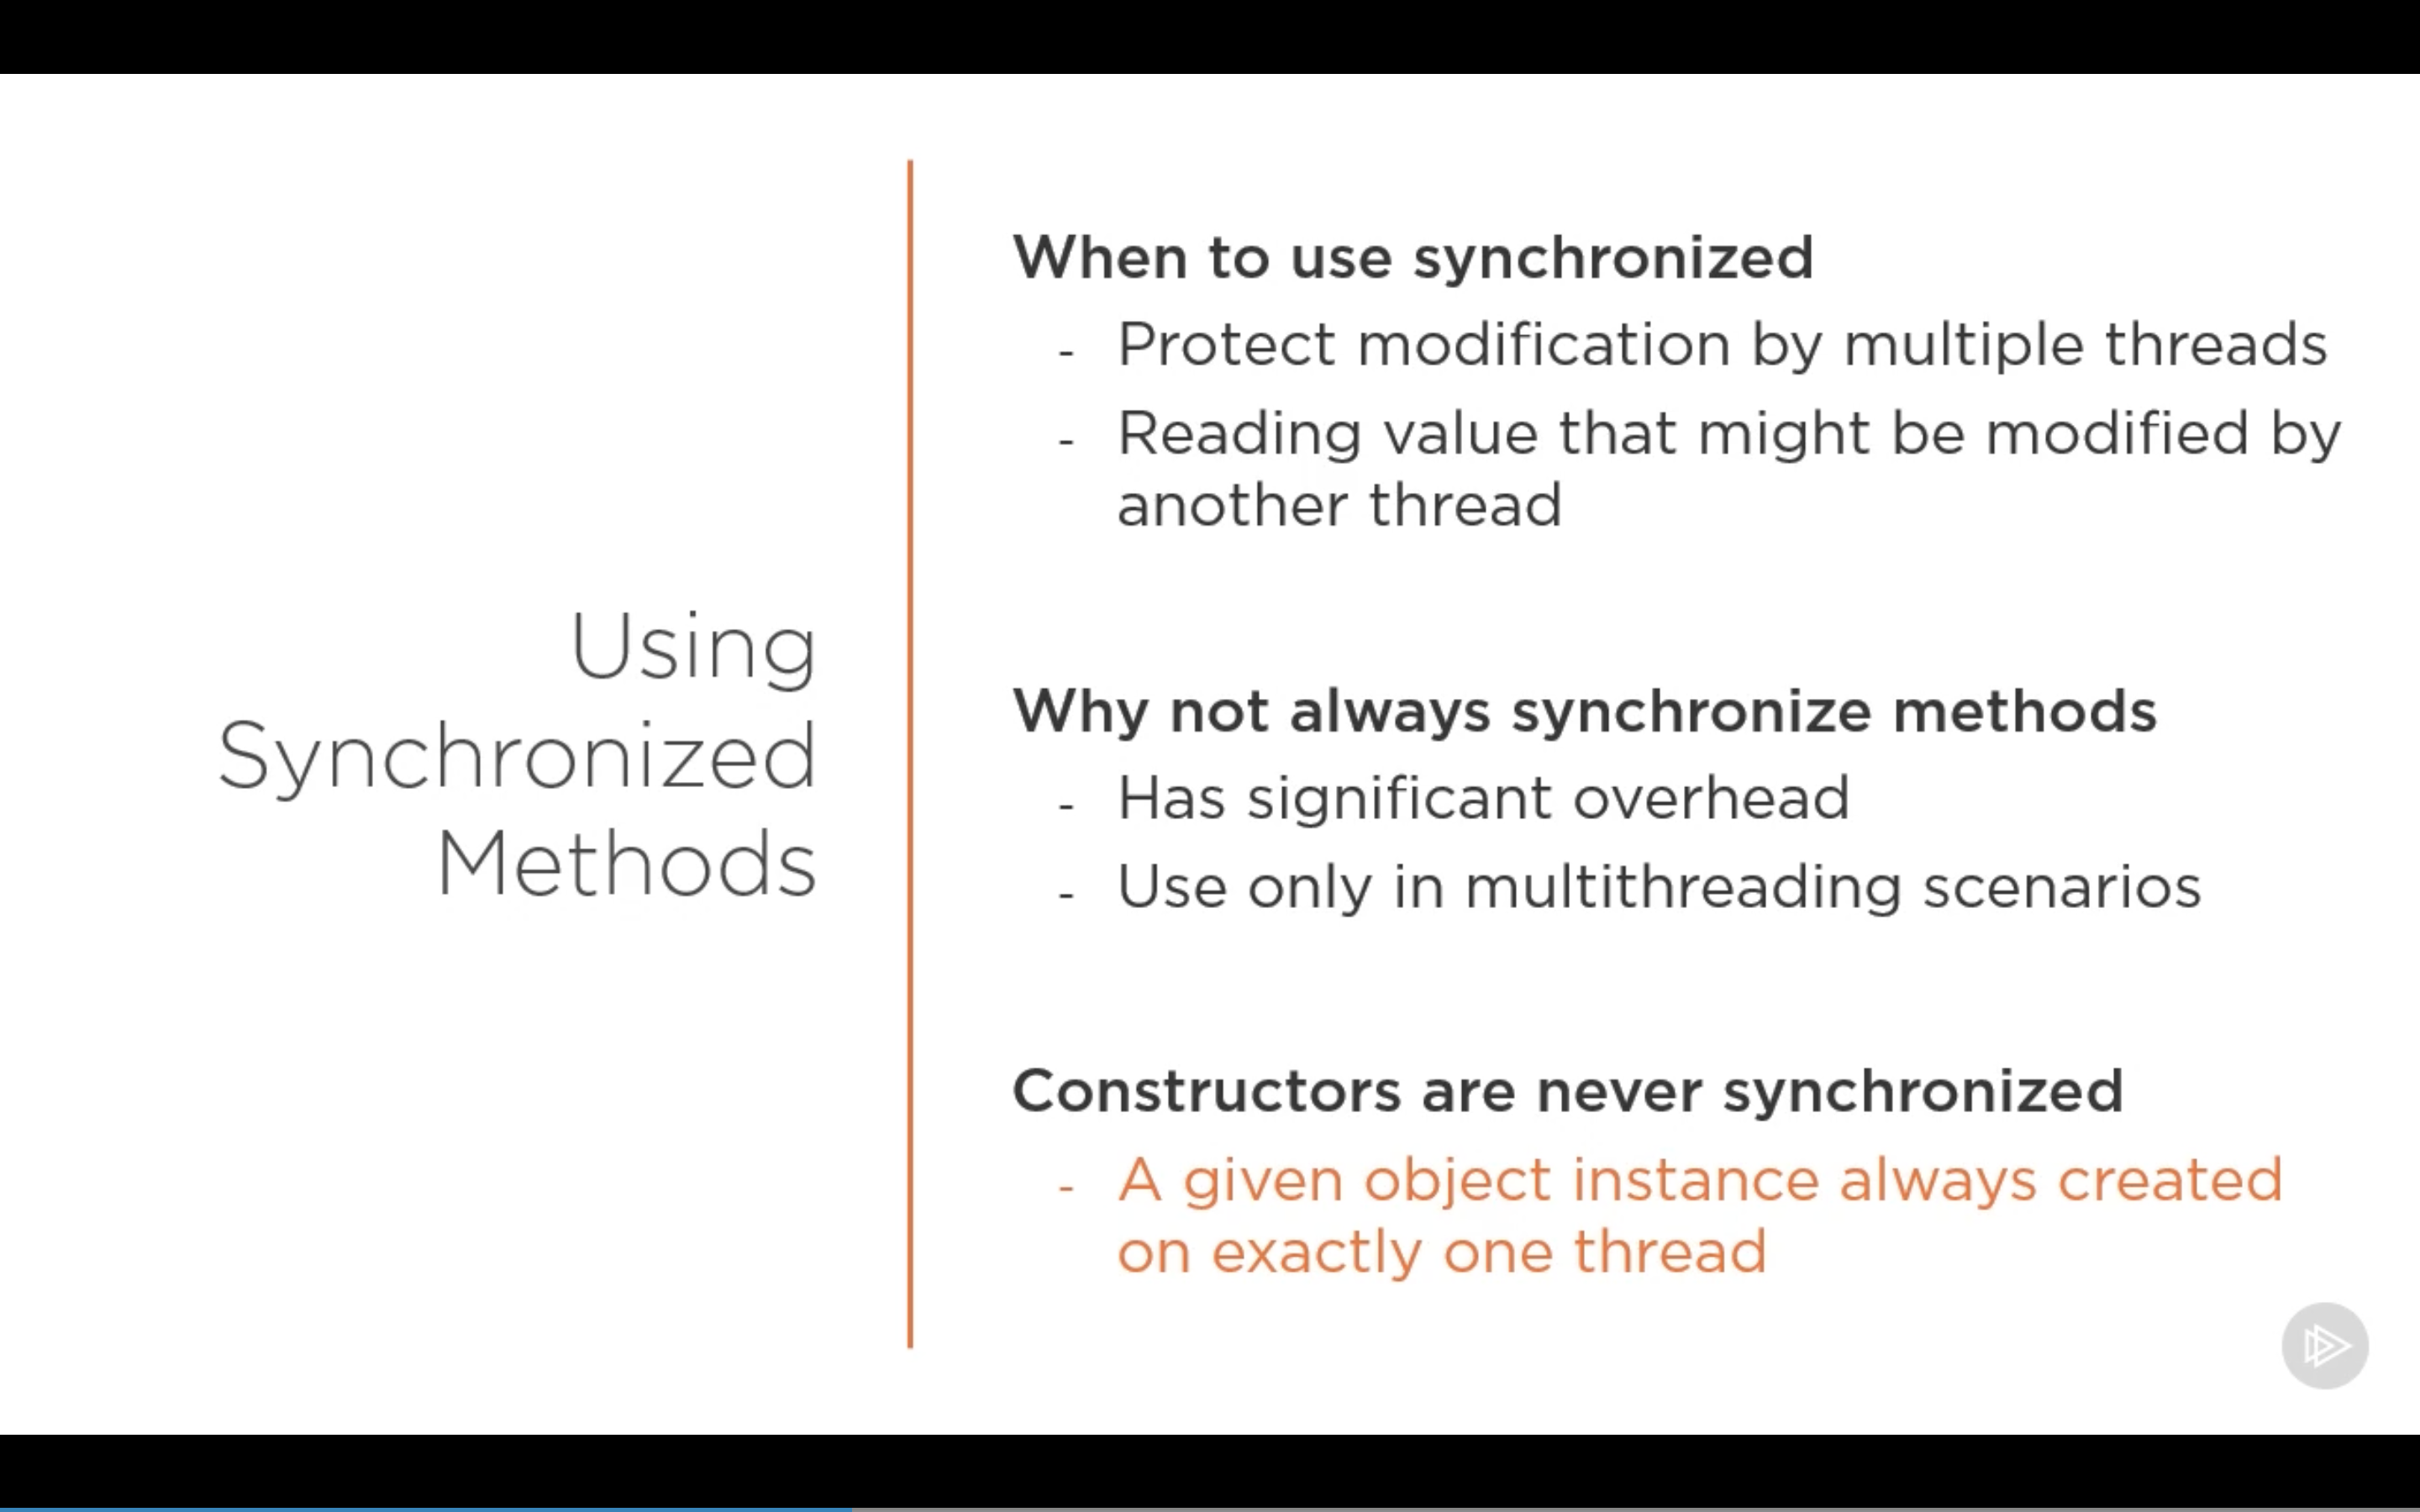 Using
Synchronized
Methods
When to use synchronized
- Protect modification by multiple threads
- Reading value that might be modified by
another thread
Why not always synchronize methods
- Has significant overhead
- Use only in multithreading scenarios
Constructors are never synchronized
- A given object instance always created
on exactly one thread